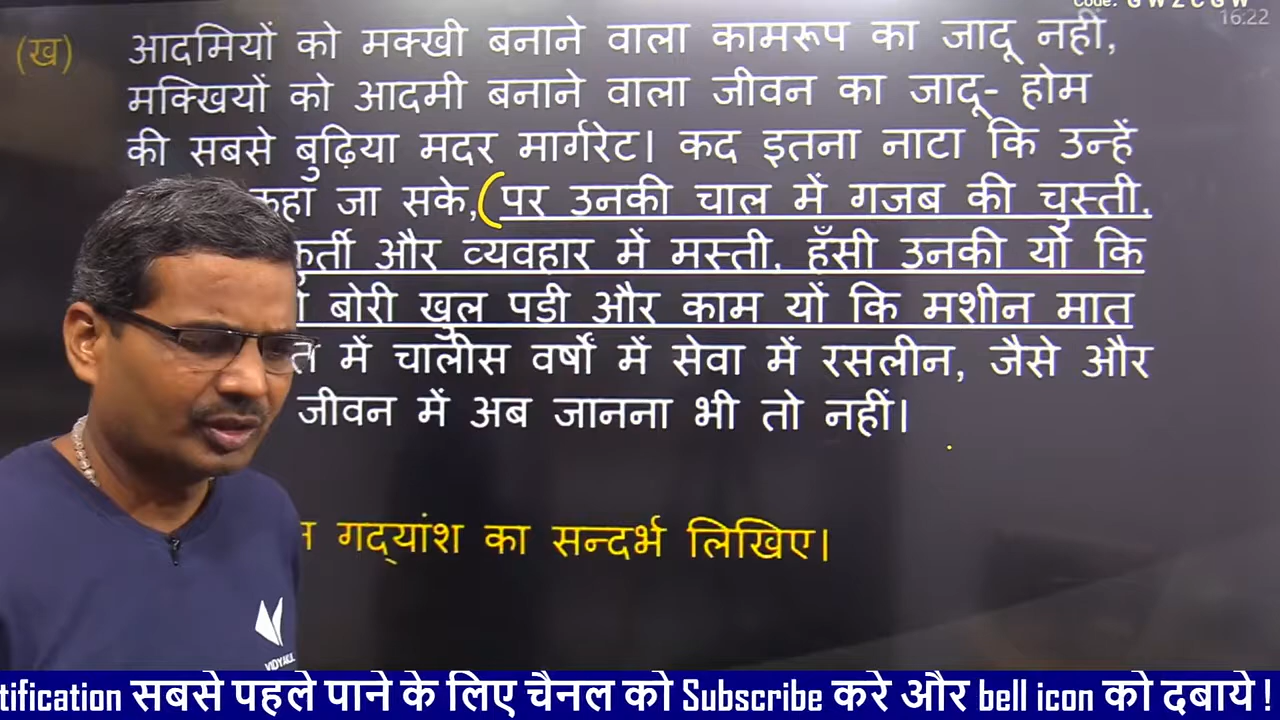 Code: G W Z C G W
16:22
(ख) आदमियों को मक्खी बनाने वाला कामरूप का जादू नहीं,
मक्खियों को आदमी बनाने वाला जीवन का जादू- होम
की सबसे बुढ़िया मदर मार्गरेट। कद इतना नाटा कि उन्हें
कहा जा सके, (पर उनकी चाल में गजब की चुस्ती,
और व्यवहार में मस्ती, हँसी उनकी यों कि
बोरी खुल पडी और काम यों कि मशीन मात
में चालीस वर्षों में सेवा में रसलीन, जैसे और
जीवन में अब जानना भी तो नहीं।
गद्यांश का सन्दर्भ लिखिए।
VIDYAKUL
tification सबसे पहले पाने के लिए चैनल को Subscribe करे और bell icon को दबाये !